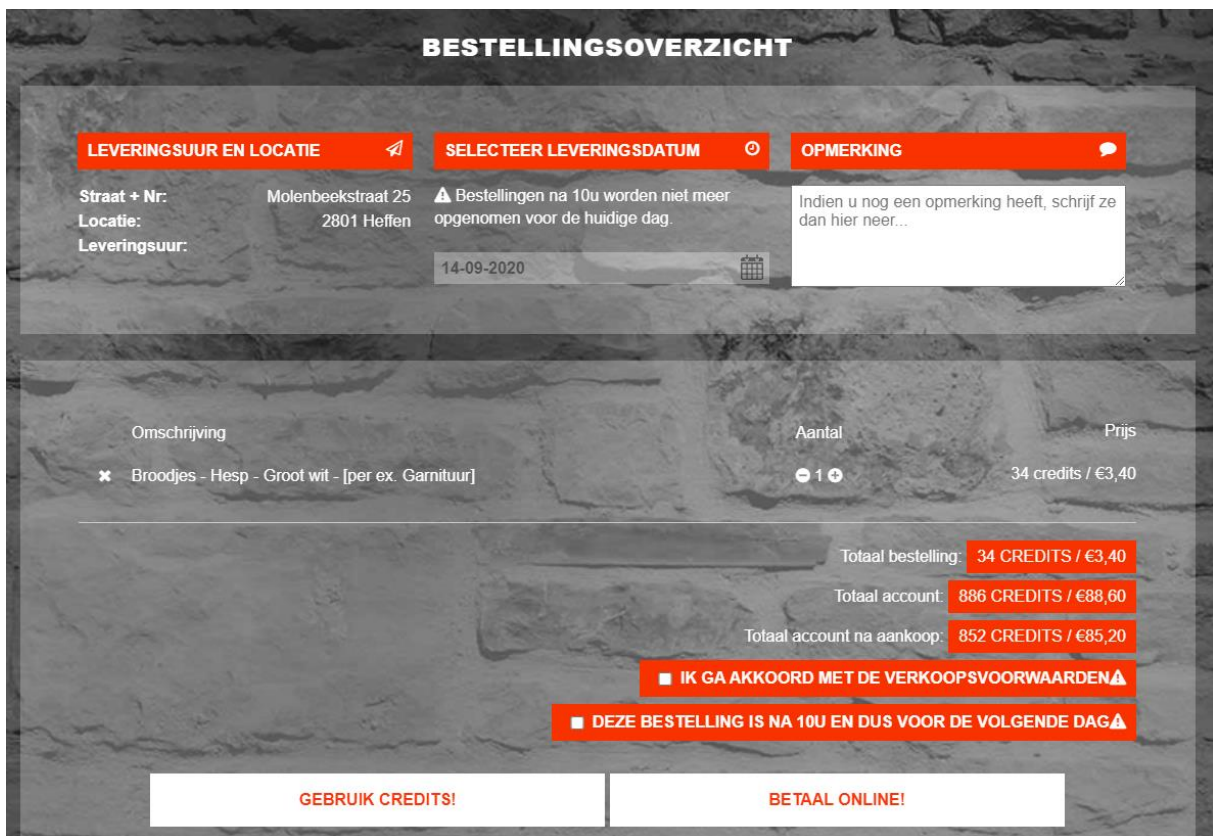 BESTELLINGSOVERZICHT
LEVERINGSUUR EN LOCATIE
Straat + Nr: Molenbeekstraat 25
Locatie: 2801 Heffen
Leveringsuur:
SELECTEER LEVERINGSDATUM
Bestellingen na 10u worden niet meer
opgenomen voor de huidige dag.
14-09-2020
OPMERKING
Indien u nog een opmerking heeft, schrijf ze
dan hier neer...
Omschrijving Aantal Prijs
Broodjes - Hesp - Groot wit - [per ex. Garnituur] 1 34 credits / €3,40
Totaal bestelling: 34 CREDITS / €3,40
Totaal account: 886 CREDITS / €88,60
Totaal account na aankoop: 852 CREDITS / €85,20
IK GA AKKOORD MET DE VERKOOPSVOORWAARDEN
DEZE BESTELLING IS NA 10U EN DUS VOOR DE VOLGENDE DAG
GEBRUIK CREDITS! BETAAL ONLINE!